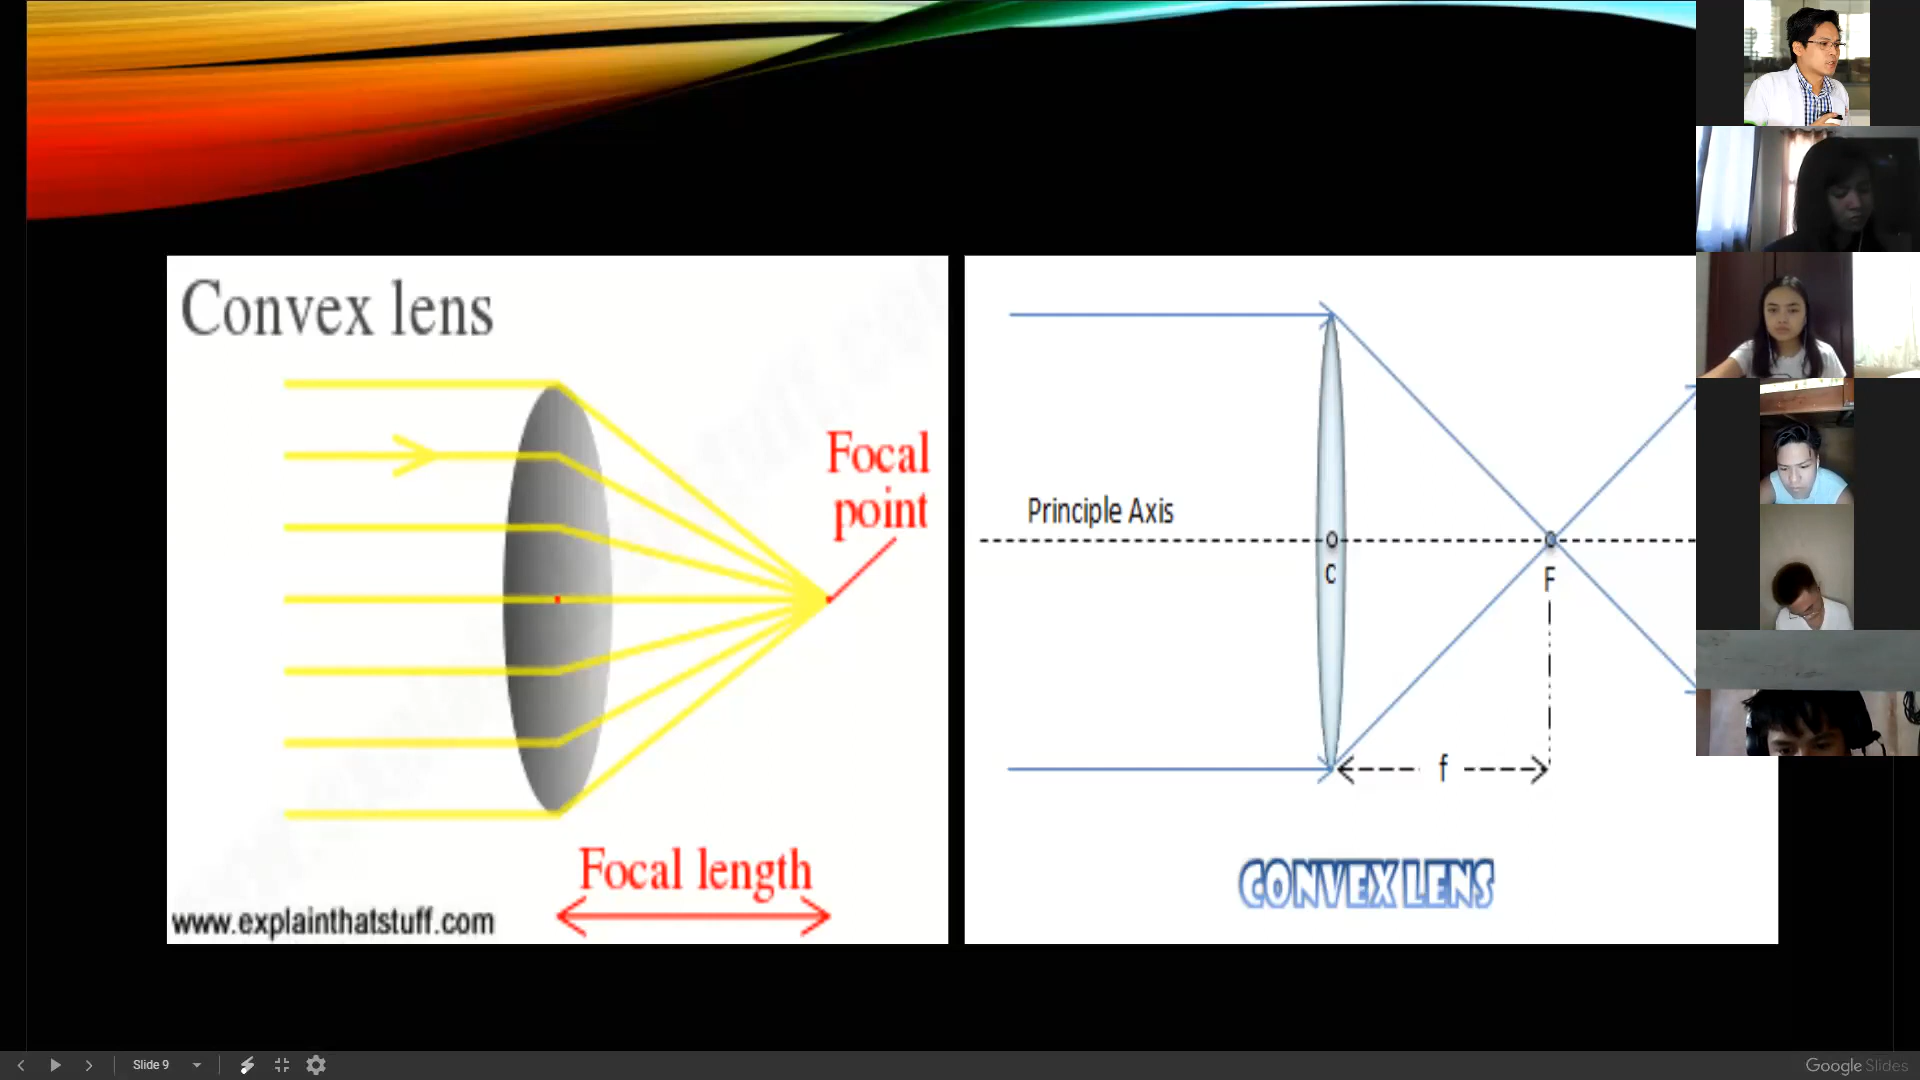 Convex lens
Focal
point
Focal length
www.explainthatstuff.com
Principle Axis
C
F
f
CONVEX LENS
Slide 9
Google Slides